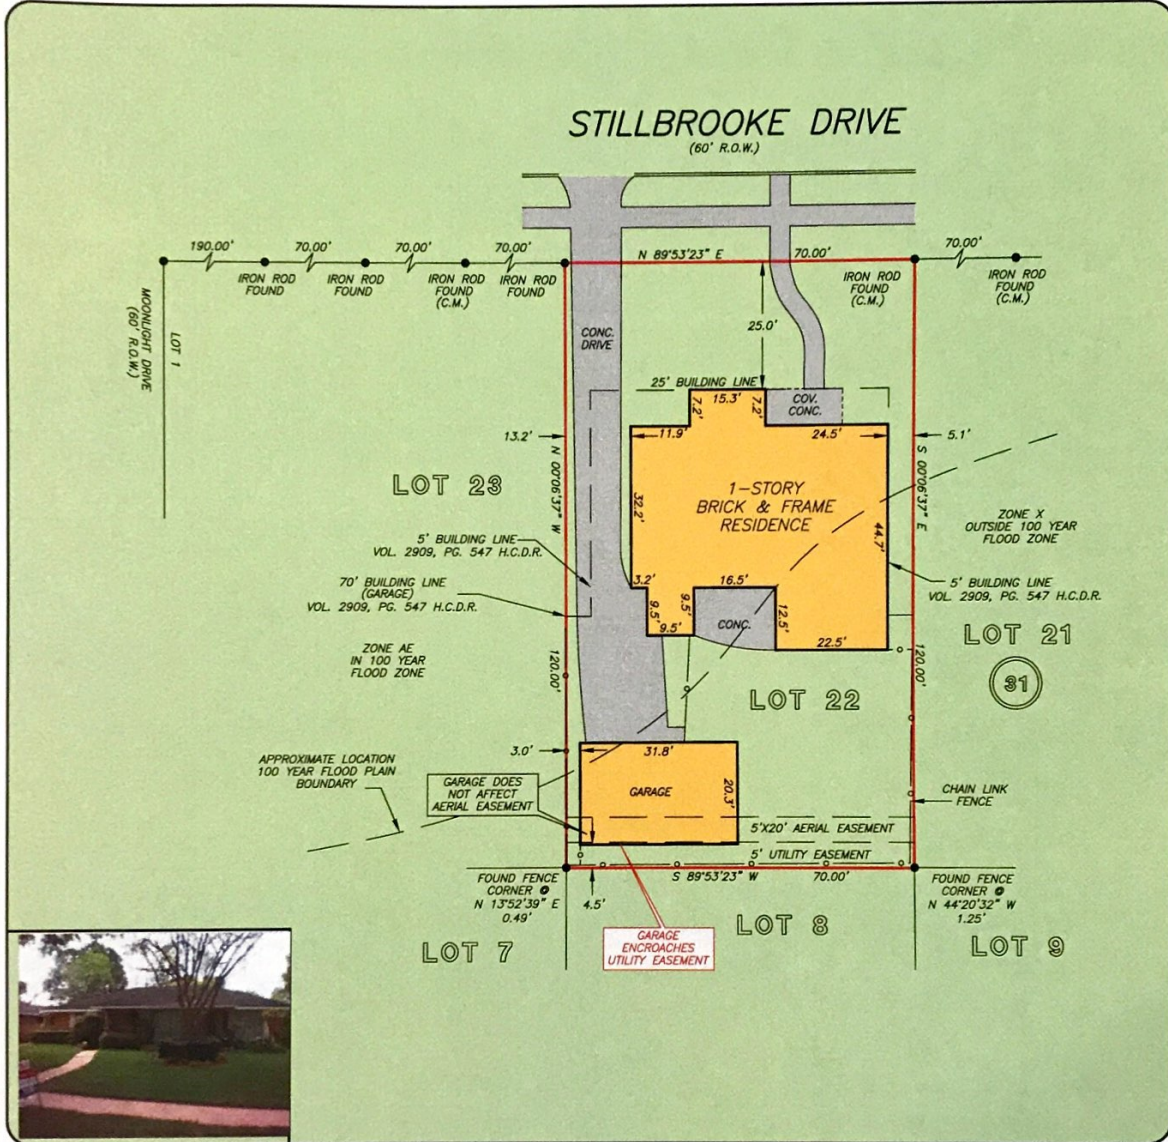 STILLBROOKE DRIVE
(60' R.O.W.)
190.00'
70.00'
70.00'
70.00'
N 89°53'23" E
70.00'
70.00'
IRON ROD
FOUND
IRON ROD
FOUND
IRON ROD
FOUND
(C.M.)
IRON ROD
FOUND
IRON ROD
FOUND
(C.M.)
IRON ROD
FOUND
(C.M.)
MOONLIGHT DRIVE
(60' R.O.W.)
LOT 1
CONC.
DRIVE
25.0'
25' BUILDING LINE
15.3'
7.2'
7.2'
COV.
CONC.
11.9'
24.5'
13.2'
5.1'
N 00°06'37" W
S 00°06'37" E
LOT 23
1-STORY
BRICK & FRAME
RESIDENCE
32.2'
44.7'
ZONE X
OUTSIDE 100 YEAR
FLOOD ZONE
5' BUILDING LINE
VOL. 2909, PG. 547 H.C.D.R.
70' BUILDING LINE
(GARAGE)
VOL. 2909, PG. 547 H.C.D.R.
5' BUILDING LINE
VOL. 2909, PG. 547 H.C.D.R.
3.2'
16.5'
9.5'
9.5'
9.5'
CONC.
12.5'
22.5'
LOT 21
31
ZONE AE
IN 100 YEAR
FLOOD ZONE
120.00'
120.00'
LOT 22
3.0'
31.8'
APPROXIMATE LOCATION
100 YEAR FLOOD PLAIN
BOUNDARY
GARAGE DOES
NOT AFFECT
AERIAL EASEMENT
GARAGE
20.3'
CHAIN LINK
FENCE
5'X20' AERIAL EASEMENT
5' UTILITY EASEMENT
S 89°53'23" W
70.00'
FOUND FENCE
CORNER @
N 13°52'39" E
0.49'
4.5'
FOUND FENCE
CORNER @
N 44°20'32" W
1.25'
LOT 7
GARAGE
ENCROACHES
UTILITY EASEMENT
LOT 8
LOT 9